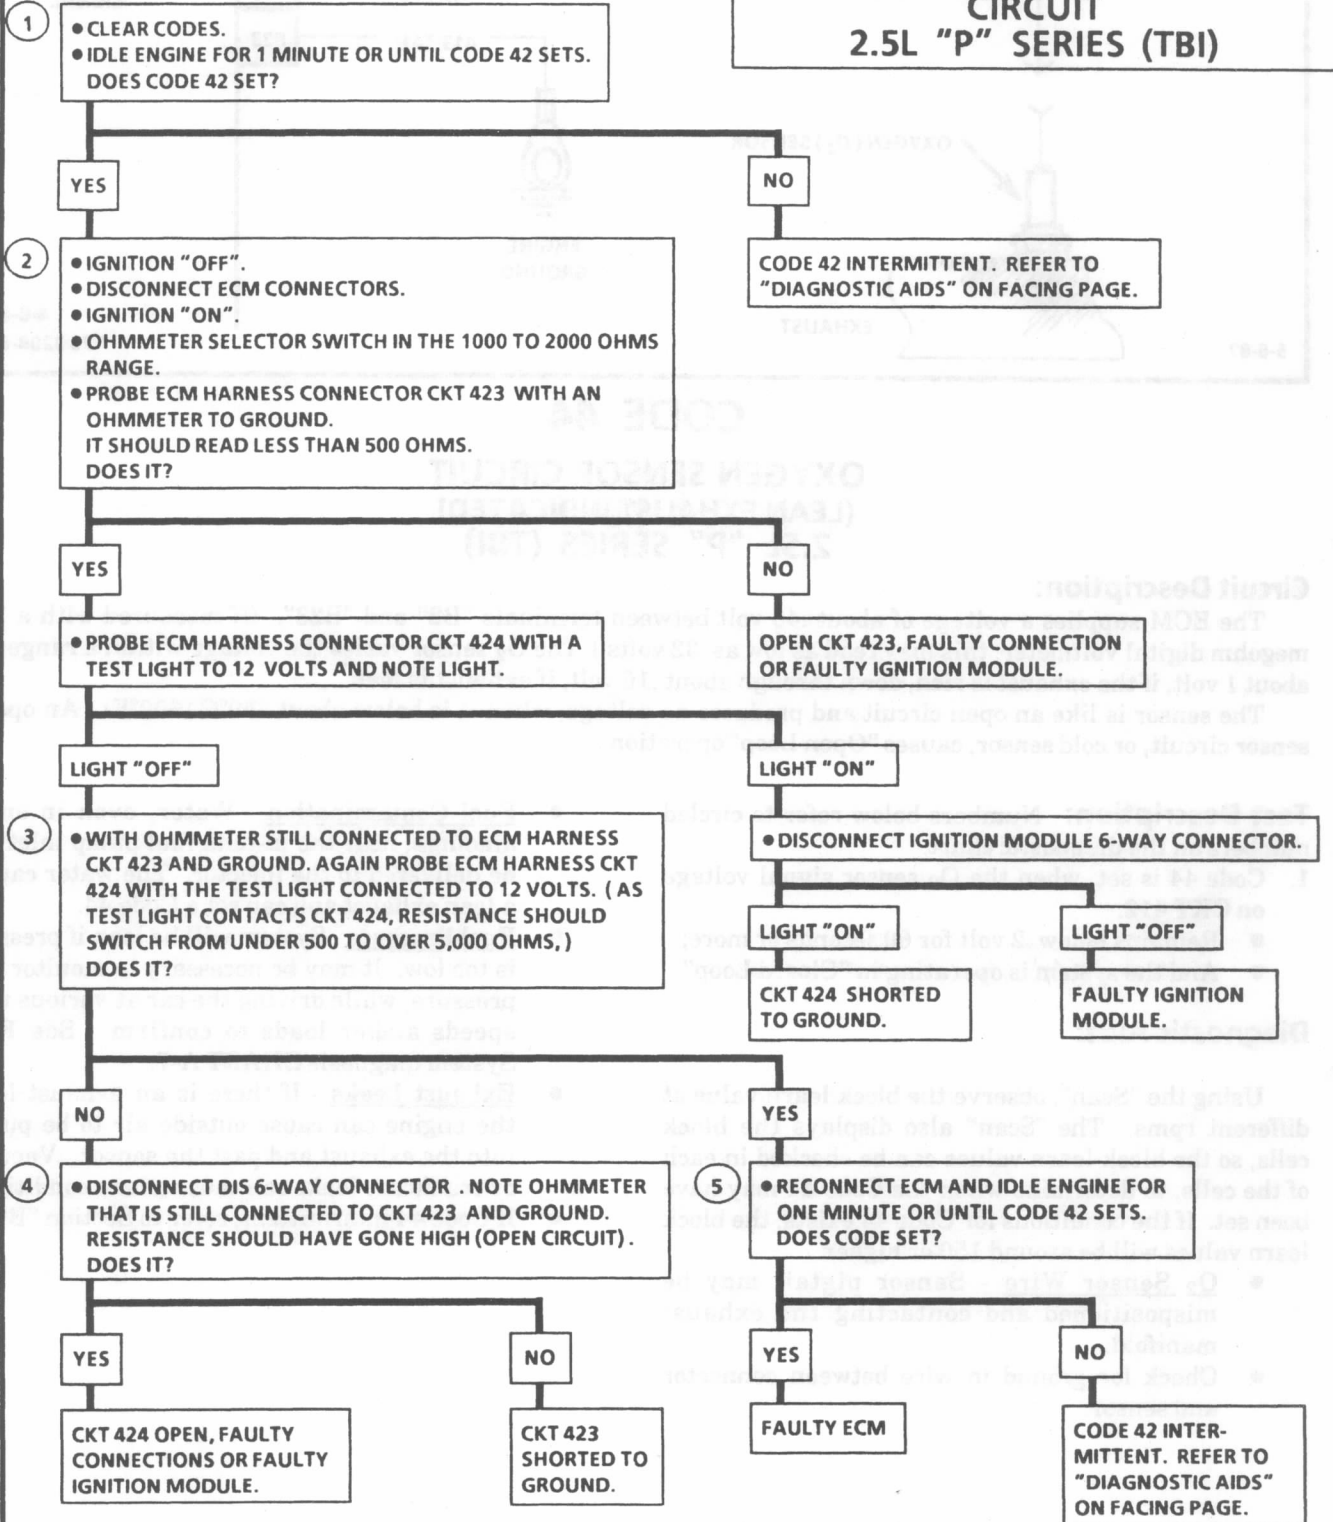 CIRCUIT
2.5L "P" SERIES (TBI)
1
• CLEAR CODES.
• IDLE ENGINE FOR 1 MINUTE OR UNTIL CODE 42 SETS.
DOES CODE 42 SET?
YES
NO
2
• IGNITION "OFF".
• DISCONNECT ECM CONNECTORS.
• IGNITION "ON".
• OHMMETER SELECTOR SWITCH IN THE 1000 TO 2000 OHMS
RANGE.
• PROBE ECM HARNESS CONNECTOR CKT 423 WITH AN
OHMMETER TO GROUND.
IT SHOULD READ LESS THAN 500 OHMS.
DOES IT?
CODE 42 INTERMITTENT. REFER TO
"DIAGNOSTIC AIDS" ON FACING PAGE.
YES
NO
• PROBE ECM HARNESS CONNECTOR CKT 424 WITH A
TEST LIGHT TO 12 VOLTS AND NOTE LIGHT.
OPEN CKT 423, FAULTY CONNECTION
OR FAULTY IGNITION MODULE.
LIGHT "OFF"
LIGHT "ON"
3
• WITH OHMMETER STILL CONNECTED TO ECM HARNESS
CKT 423 AND GROUND. AGAIN PROBE ECM HARNESS CKT
424 WITH THE TEST LIGHT CONNECTED TO 12 VOLTS. ( AS
TEST LIGHT CONTACTS CKT 424, RESISTANCE SHOULD
SWITCH FROM UNDER 500 TO OVER 5,000 OHMS, )
DOES IT?
• DISCONNECT IGNITION MODULE 6-WAY CONNECTOR.
LIGHT "ON"
LIGHT "OFF"
CKT 424 SHORTED
TO GROUND.
FAULTY IGNITION
MODULE.
NO
YES
4
• DISCONNECT DIS 6-WAY CONNECTOR . NOTE OHMMETER
THAT IS STILL CONNECTED TO CKT 423 AND GROUND.
RESISTANCE SHOULD HAVE GONE HIGH (OPEN CIRCUIT) .
DOES IT?
5
• RECONNECT ECM AND IDLE ENGINE FOR
ONE MINUTE OR UNTIL CODE 42 SETS.
DOES CODE SET?
YES
NO
YES
NO
CKT 424 OPEN, FAULTY
CONNECTIONS OR FAULTY
IGNITION MODULE.
CKT 423
SHORTED TO
GROUND.
FAULTY ECM
CODE 42 INTER-
MITTENT. REFER TO
"DIAGNOSTIC AIDS"
ON FACING PAGE.